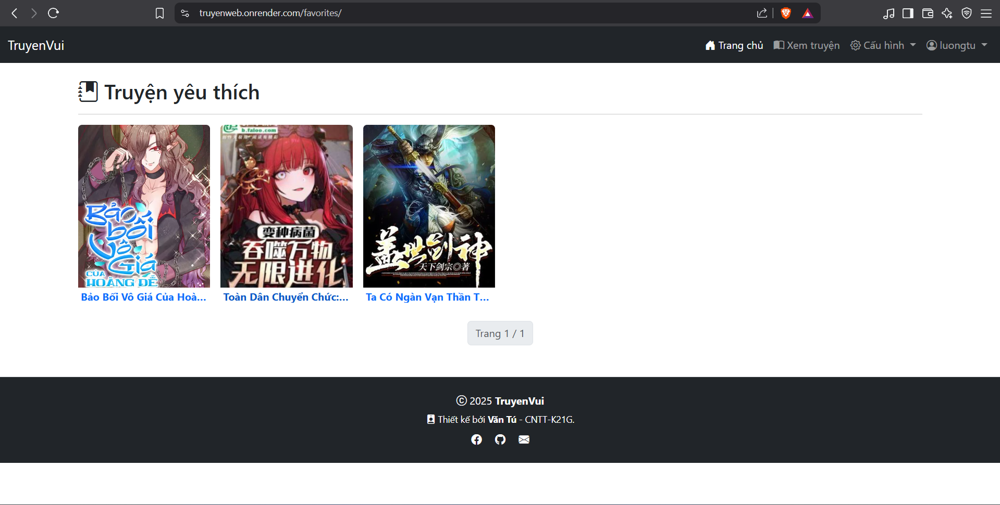 truyenweb.onrender.com/favorites/
TruyenVui
Trang chủ
Xem truyện
Cấu hình
luongtu
Truyện yêu thích
Bảo
bối
Vô
Giá
CỦA
HOÀNG ĐẾ
b.faloo.com
变种病菌
吞噬万物
无限进化
盖世剑神
天下剑宗◎著
Bảo Bối Vô Giá Của Hoà...
Toàn Dân Chuyển Chức:...
Ta Có Ngàn Vạn Thần T...
Trang 1 / 1
© 2025 TruyenVui
Thiết kế bởi Văn Tú - CNTT-K21G.